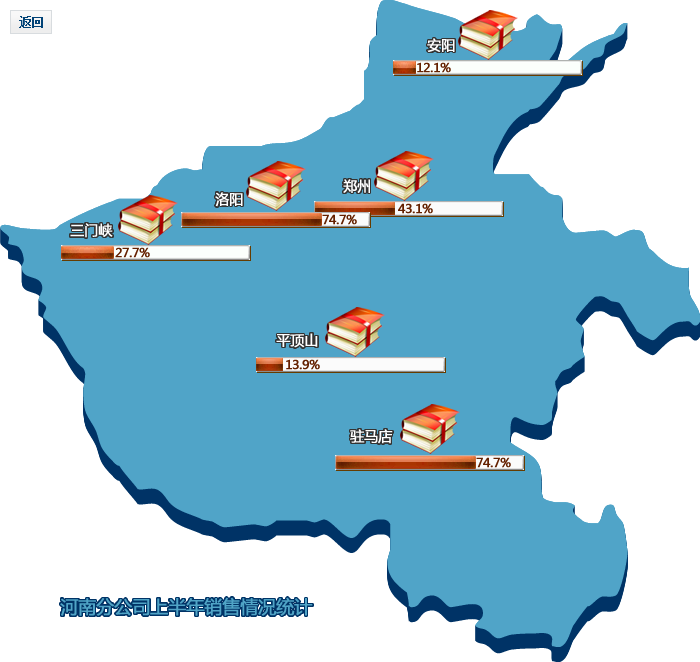 返回
安阳
12.1%
郑州
43.1%
洛阳
74.7%
三门峡
27.7%
平顶山
13.9%
驻马店
74.7%
河南分公司上半年销售情况统计